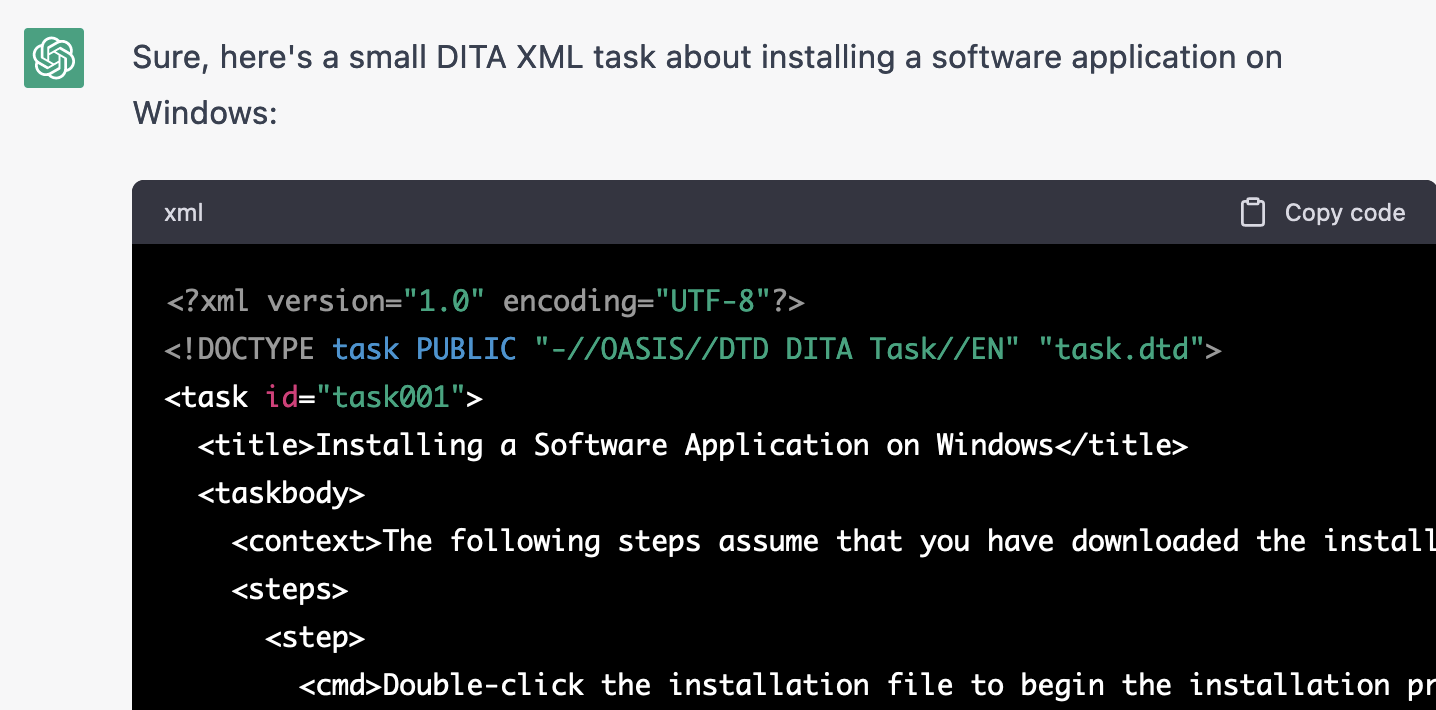 Sure, here's a small DITA XML task about installing a software application on
Windows:
xml Copy code
<?xml version="1.0" encoding="UTF-8"?>
<!DOCTYPE task PUBLIC "-//OASIS//DTD DITA Task//EN" "task.dtd">
<task id="task001">
<title>Installing a Software Application on Windows</title>
<taskbody>
<context>The following steps assume that you have downloaded the install
<steps>
<step>
<cmd>Double-click the installation file to begin the installation pr